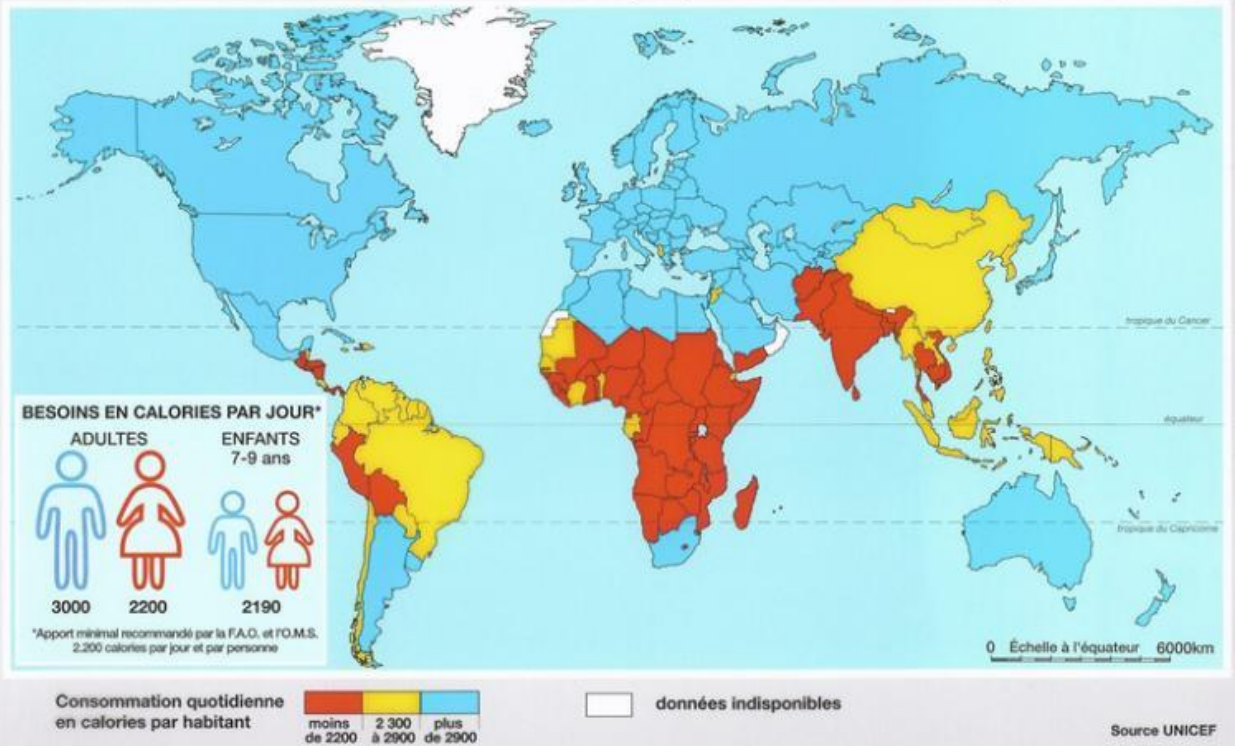 tropique du Cancer
équateur
tropique du Capricorne
BESOINS EN CALORIES PAR JOUR*
ADULTES
ENFANTS
7-9 ans
3000
2200
2190
*Apport minimal recommandé par la F.A.O. et l'O.M.S.
2.200 calories par jour et par personne
0 Échelle à l'équateur 6000km
Consommation quotidienne
en calories par habitant
moins
de 2200
2 300
à 2900
plus
de 2900
données indisponibles
Source UNICEF